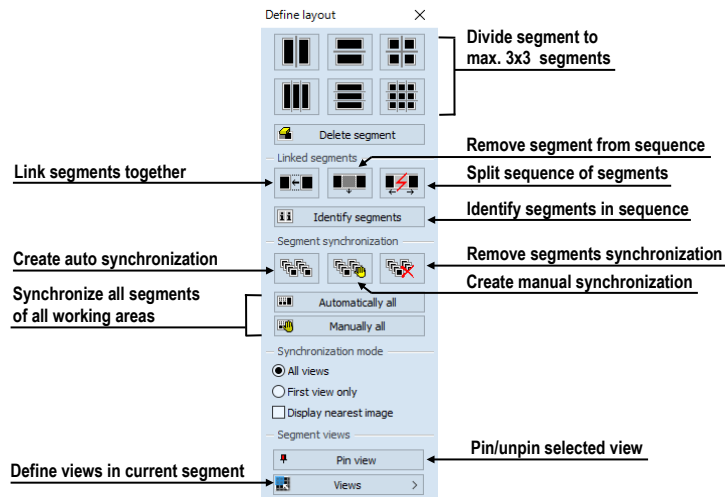 Define layout
Divide segment to
max. 3x3 segments
Delete segment
Remove segment from sequence
Linked segments
Link segments together
Split sequence of segments
Identify segments in sequence
Identify segments
Segment synchronization
Create auto synchronization
Remove segments synchronization
Create manual synchronization
Synchronize all segments
of all working areas
Automatically all
Manually all
Synchronization mode
All views
First view only
Display nearest image
Segment views
Pin/unpin selected view
Pin view
Define views in current segment
Views